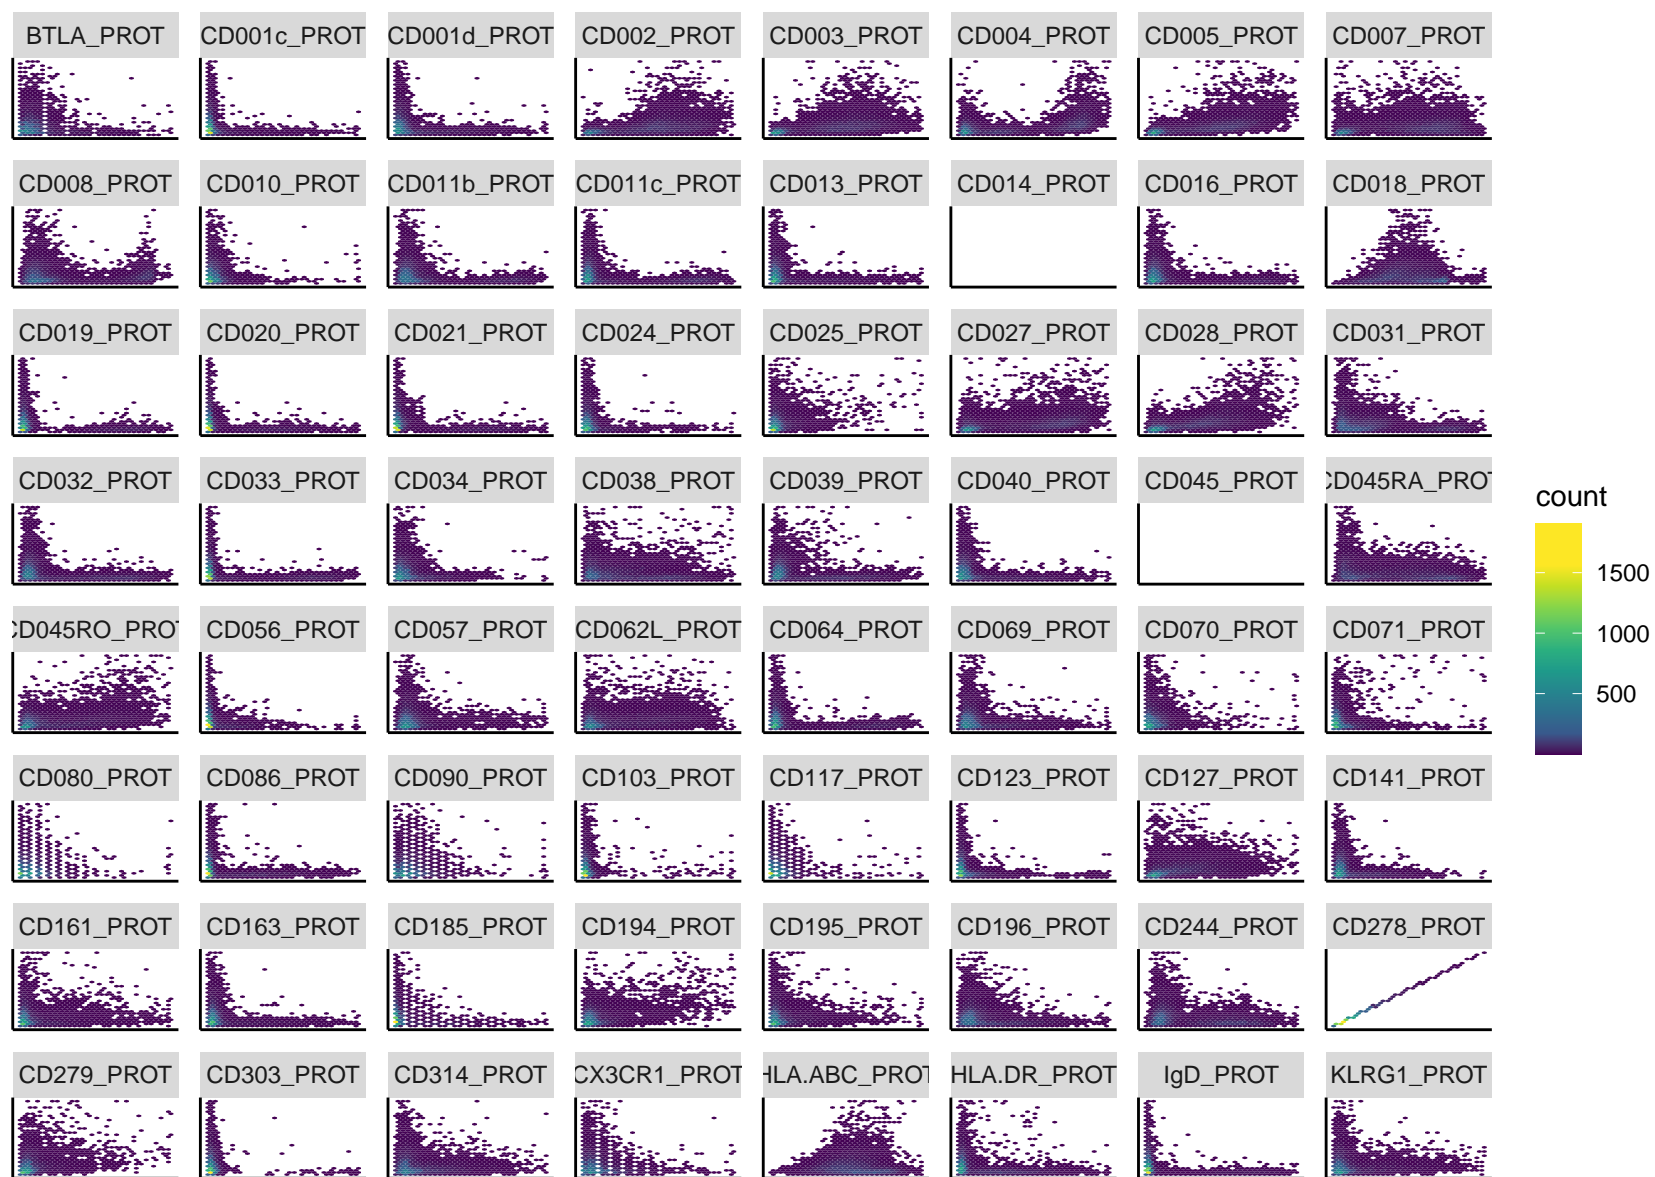 BTLA_PROT CD001c_PROT CD001d_PROT CD002_PROT CD003_PROT CD004_PROT CD005_PROT CD007_PROT
CD008_PROT CD010_PROT CD011b_PROT CD011c_PROT CD013_PROT CD014_PROT CD016_PROT CD018_PROT
CD019_PROT CD020_PROT CD021_PROT CD024_PROT CD025_PROT CD027_PROT CD028_PROT CD031_PROT
CD032_PROT CD033_PROT CD034_PROT CD038_PROT CD039_PROT CD040_PROT CD045_PROT CD045RA_PROT
CD045RO_PROT CD056_PROT CD057_PROT CD062L_PROT CD064_PROT CD069_PROT CD070_PROT CD071_PROT
CD080_PROT CD086_PROT CD090_PROT CD103_PROT CD117_PROT CD123_PROT CD127_PROT CD141_PROT
CD161_PROT CD163_PROT CD185_PROT CD194_PROT CD195_PROT CD196_PROT CD244_PROT CD278_PROT
CD279_PROT CD303_PROT CD314_PROT CX3CR1_PROT HLA.ABC_PROT HLA.DR_PROT IgD_PROT KLRG1_PROT
count
1500
1000
500